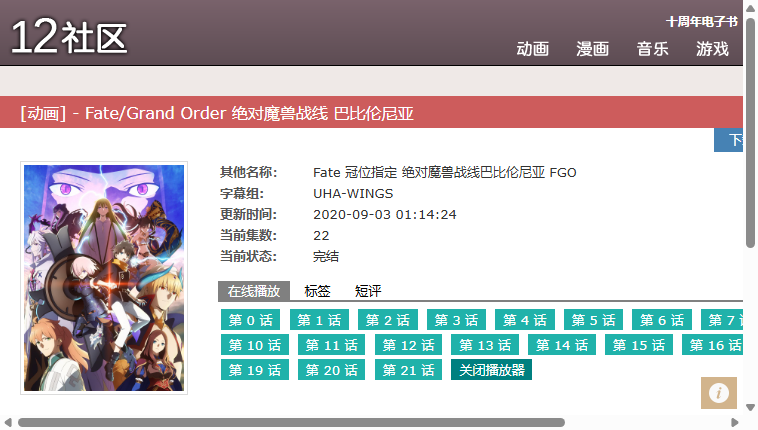 12社区
十周年电子书
动画 漫画 音乐 游戏
[动画] - Fate/Grand Order 绝对魔兽战线 巴比伦尼亚
下
其他名称: Fate 冠位指定 绝对魔兽战线巴比伦尼亚 FGO
字幕组: UHA-WINGS
更新时间: 2020-09-03 01:14:24
当前集数: 22
当前状态: 完结
在线播放 标签 短评
第 0 话 第 1 话 第 2 话 第 3 话 第 4 话 第 5 话 第 6 话 第 7
第 10 话 第 11 话 第 12 话 第 13 话 第 14 话 第 15 话 第 16 话
第 19 话 第 20 话 第 21 话 关闭播放器
i